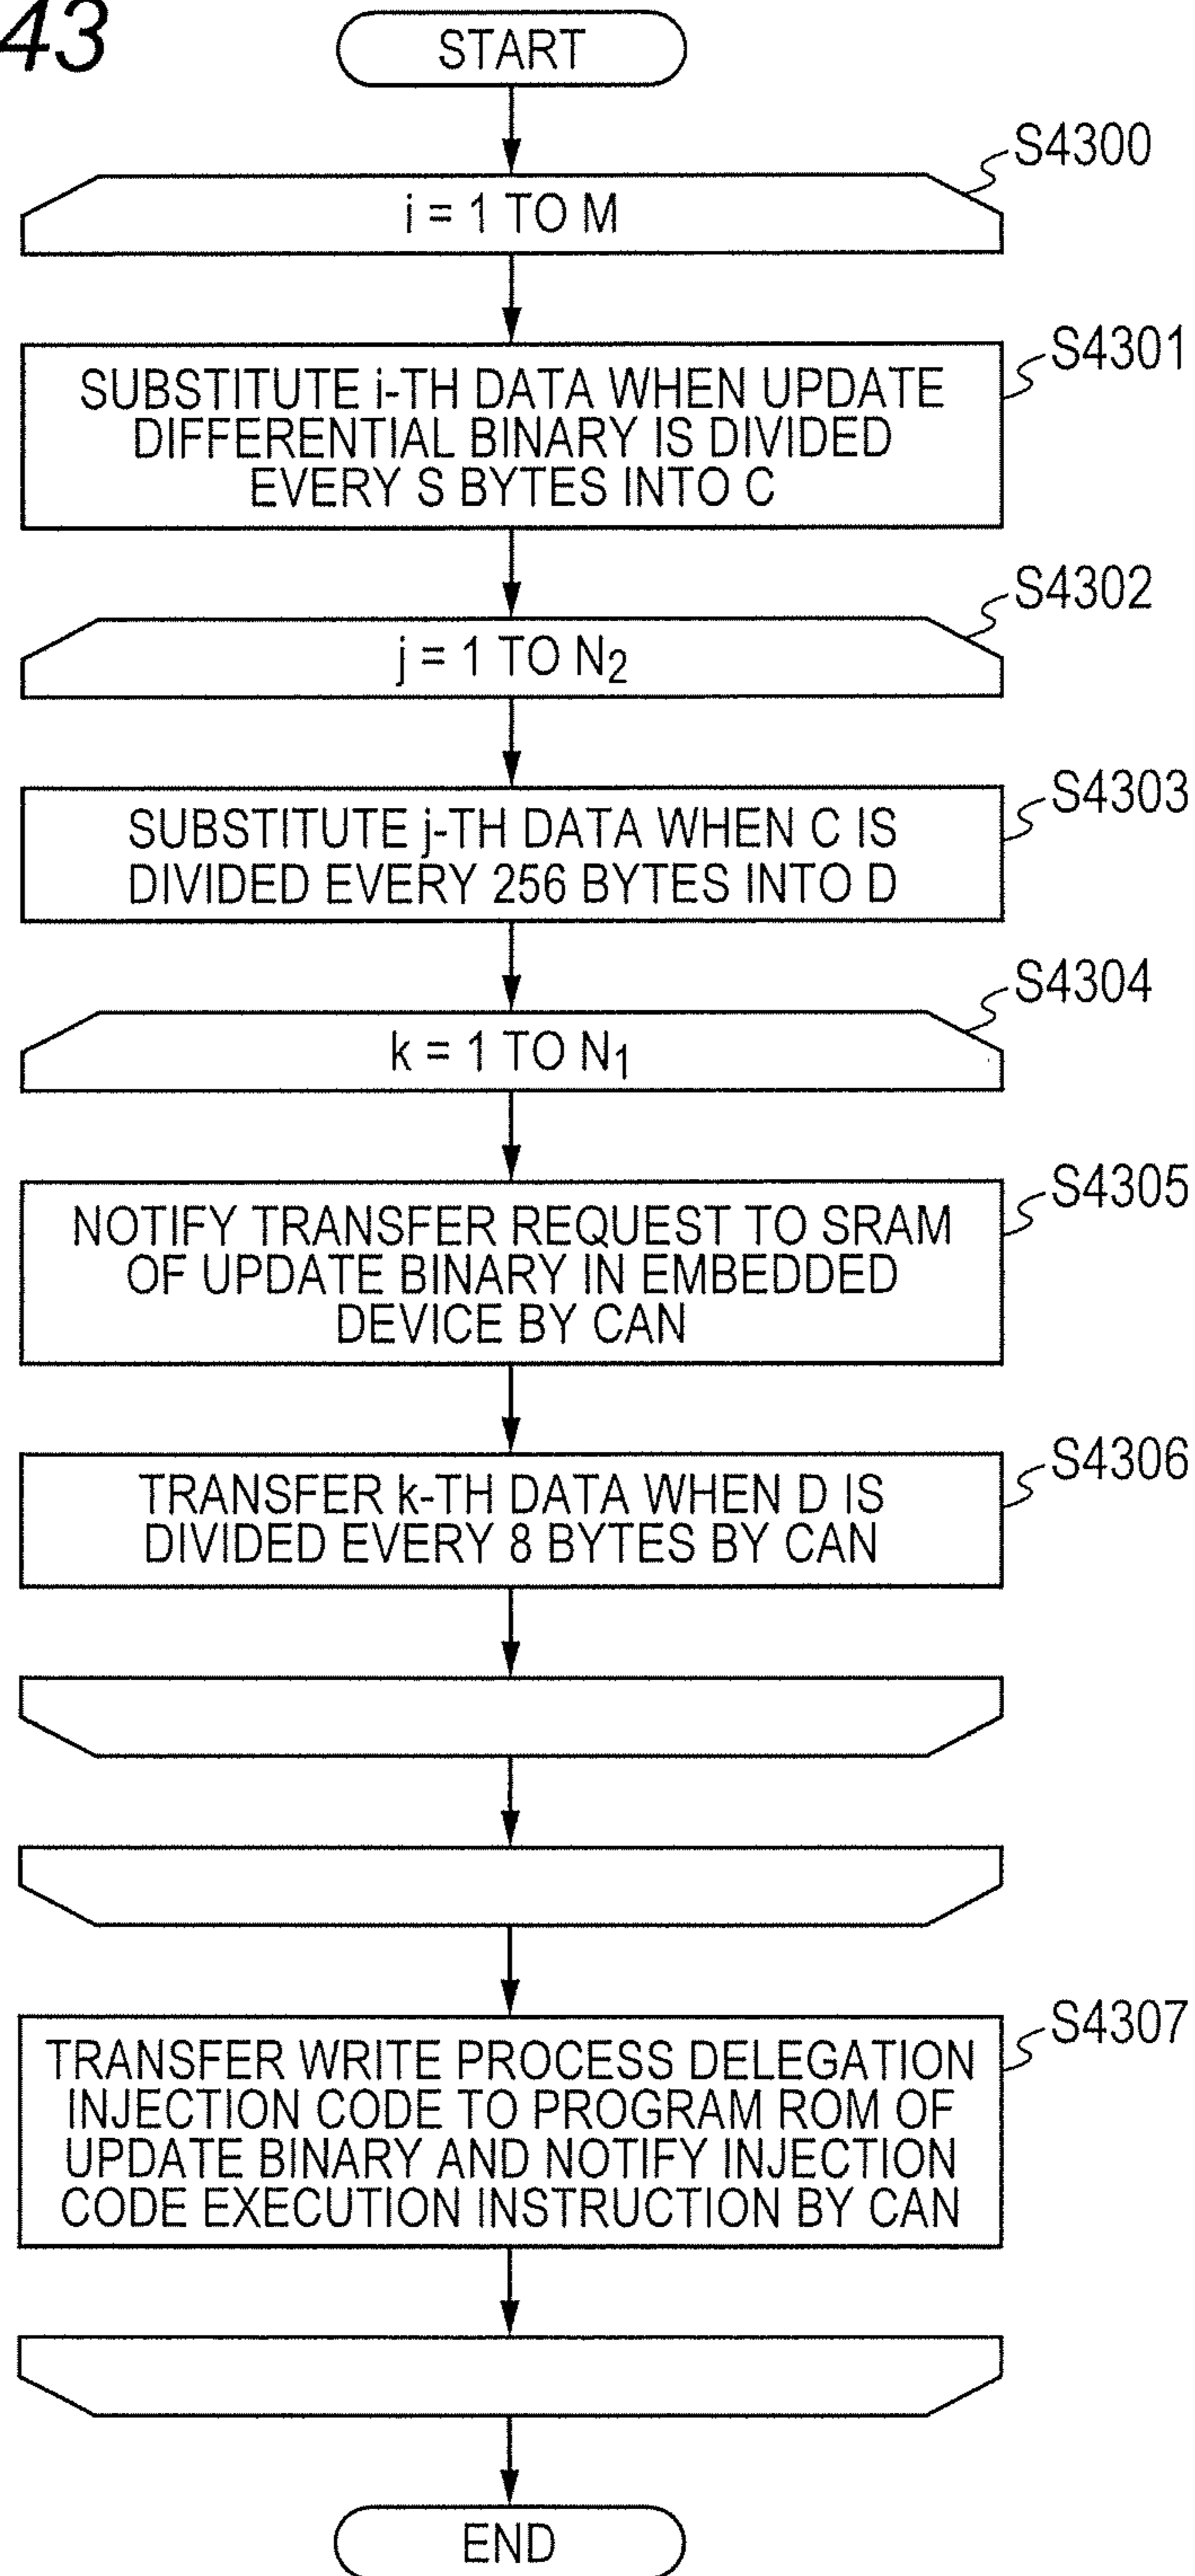 43
START
S4300
i = 1 TO M
S4301
SUBSTITUTE i-TH DATA WHEN UPDATE
DIFFERENTIAL BINARY IS DIVIDED
EVERY S BYTES INTO C
S4302
j = 1 TO N2
S4303
SUBSTITUTE j-TH DATA WHEN C IS
DIVIDED EVERY 256 BYTES INTO D
S4304
k = 1 TO N1
S4305
NOTIFY TRANSFER REQUEST TO SRAM
OF UPDATE BINARY IN EMBEDDED
DEVICE BY CAN
S4306
TRANSFER k-TH DATA WHEN D IS
DIVIDED EVERY 8 BYTES BY CAN
S4307
TRANSFER WRITE PROCESS DELEGATION
INJECTION CODE TO PROGRAM ROM OF
UPDATE BINARY AND NOTIFY INJECTION
CODE EXECUTION INSTRUCTION BY CAN
END